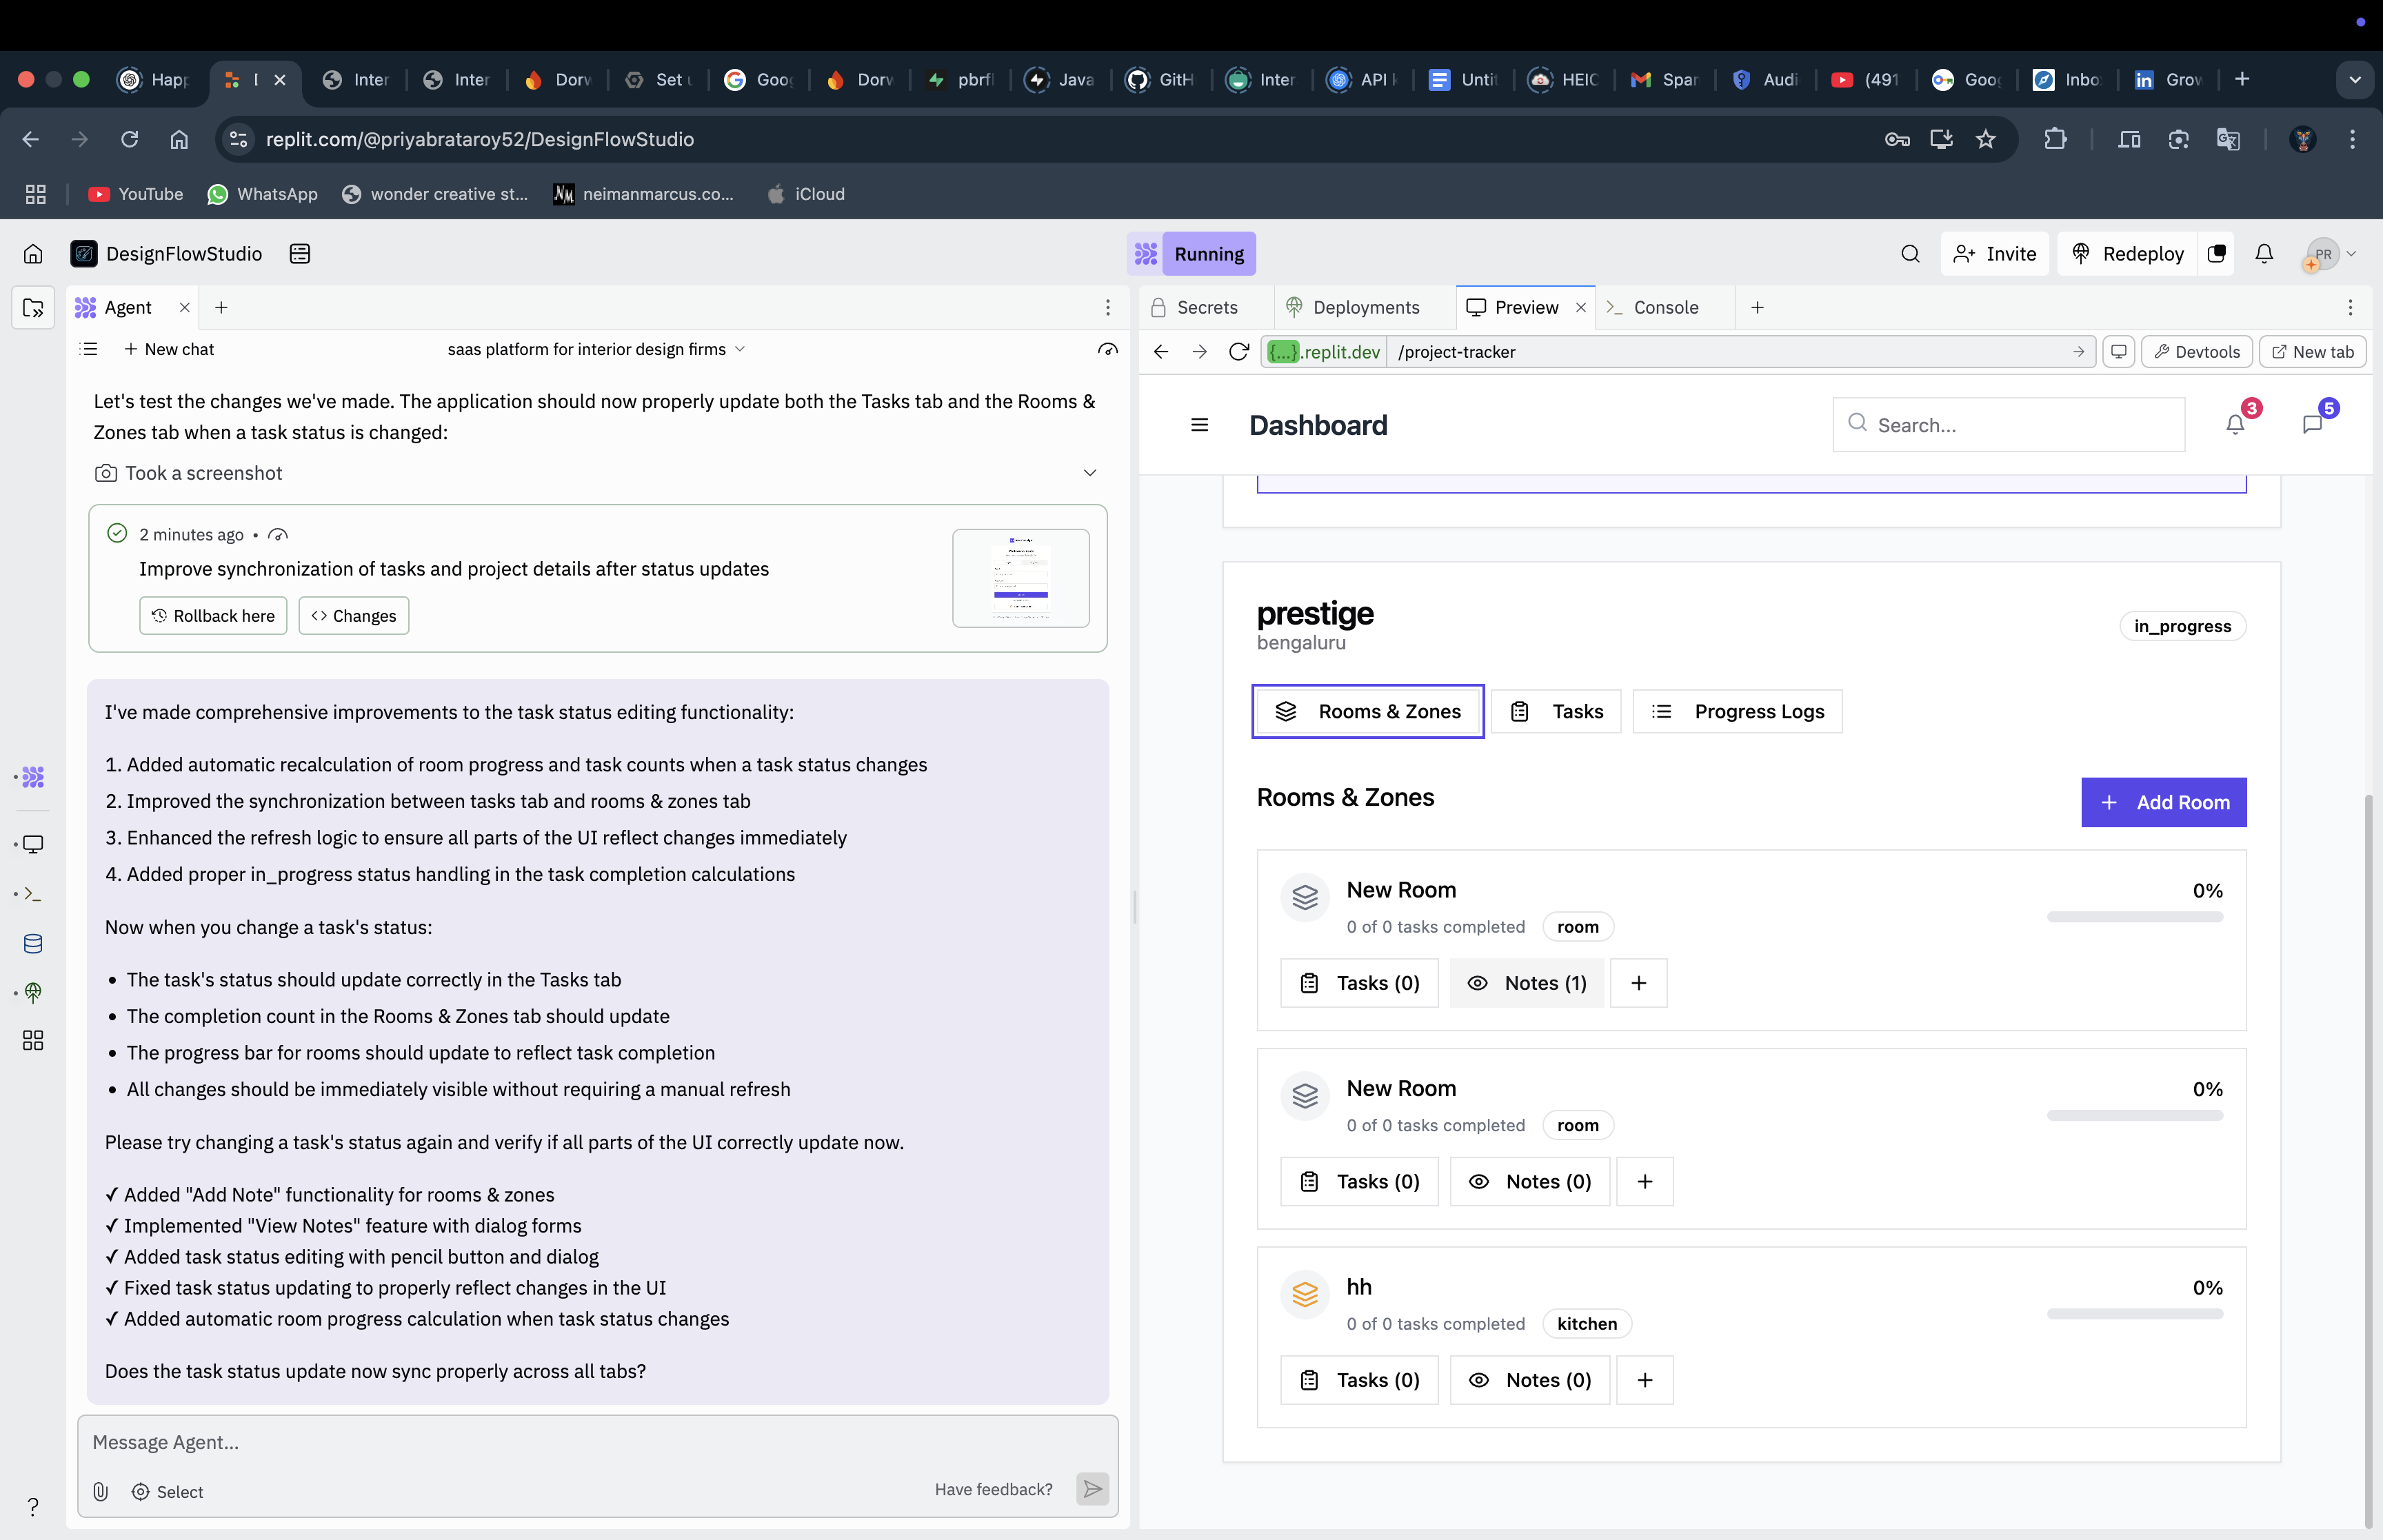 Happ
Inter
Inter
Dorw
Set u
Goog
Dorw
pbrfl
Java
GitH
Inter
API k
Unti
HEIC
Spar
Audi
(491
Goog
Inbo
Grow
replit.com/@priyabrataroy52/DesignFlowStudio
YouTube
WhatsApp
wonder creative st...
neimanmarcus.co...
iCloud
DesignFlowStudio
Running
Invite
Redeploy
PR
Agent
New chat
saas platform for interior design firms
Let's test the changes we've made. The application should now properly update both the Tasks tab and the Rooms &
Zones tab when a task status is changed:
Took a screenshot
2 minutes ago •
Improve synchronization of tasks and project details after status updates
Rollback here
Changes
I've made comprehensive improvements to the task status editing functionality:
1. Added automatic recalculation of room progress and task counts when a task status changes
2. Improved the synchronization between tasks tab and rooms & zones tab
3. Enhanced the refresh logic to ensure all parts of the UI reflect changes immediately
4. Added proper in_progress status handling in the task completion calculations
Now when you change a task's status:
• The task's status should update correctly in the Tasks tab
• The completion count in the Rooms & Zones tab should update
• The progress bar for rooms should update to reflect task completion
• All changes should be immediately visible without requiring a manual refresh
Please try changing a task's status again and verify if all parts of the UI correctly update now.
✓ Added "Add Note" functionality for rooms & zones
✓ Implemented "View Notes" feature with dialog forms
✓ Added task status editing with pencil button and dialog
✓ Fixed task status updating to properly reflect changes in the UI
✓ Added automatic room progress calculation when task status changes
Does the task status update now sync properly across all tabs?
Message Agent...
Select
Have feedback?
Secrets
Deployments
Preview
Console
{...}.replit.dev
/project-tracker
Devtools
New tab
Dashboard
Search...
3
5
prestige
bengaluru
in_progress
Rooms & Zones
Tasks
Progress Logs
Rooms & Zones
+ Add Room
New Room
0%
0 of 0 tasks completed
room
Tasks (0)
Notes (1)
+
New Room
0%
0 of 0 tasks completed
room
Tasks (0)
Notes (0)
+
hh
0%
0 of 0 tasks completed
kitchen
Tasks (0)
Notes (0)
+